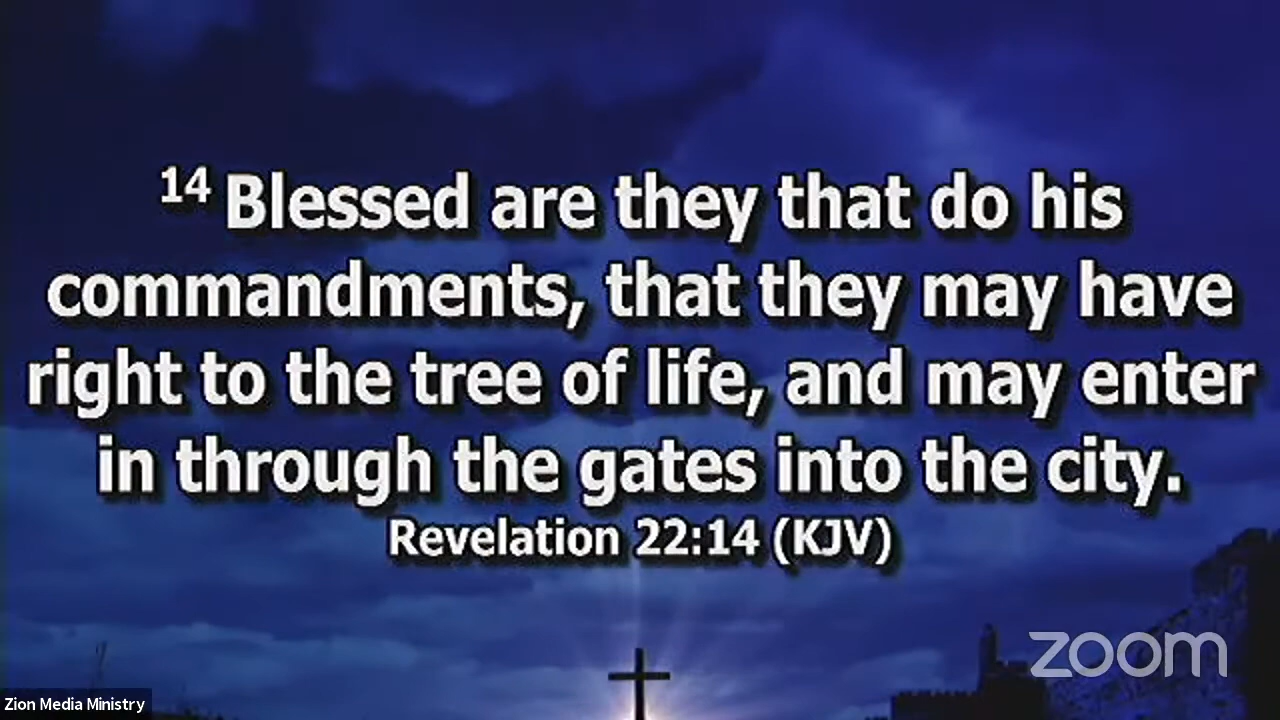 14 Blessed are they that do his
commandments, that they may have
right to the tree of life, and may enter
in through the gates into the city.
Revelation 22:14 (KJV)
zoom
Zion Media Ministry